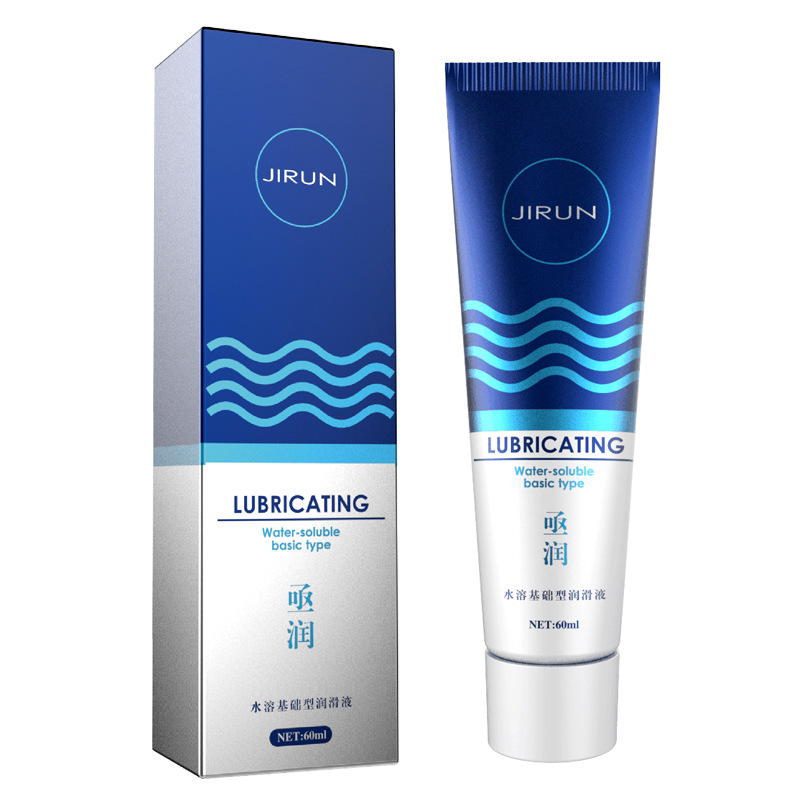 JIRUN
LUBRICATING
Water-soluble
basic type
亟
润
水溶基础型润滑液
NET:60ml
JIRUN
LUBRICATING
Water-soluble
basic type
亟
润
水溶基础型润滑液
NET:60ml